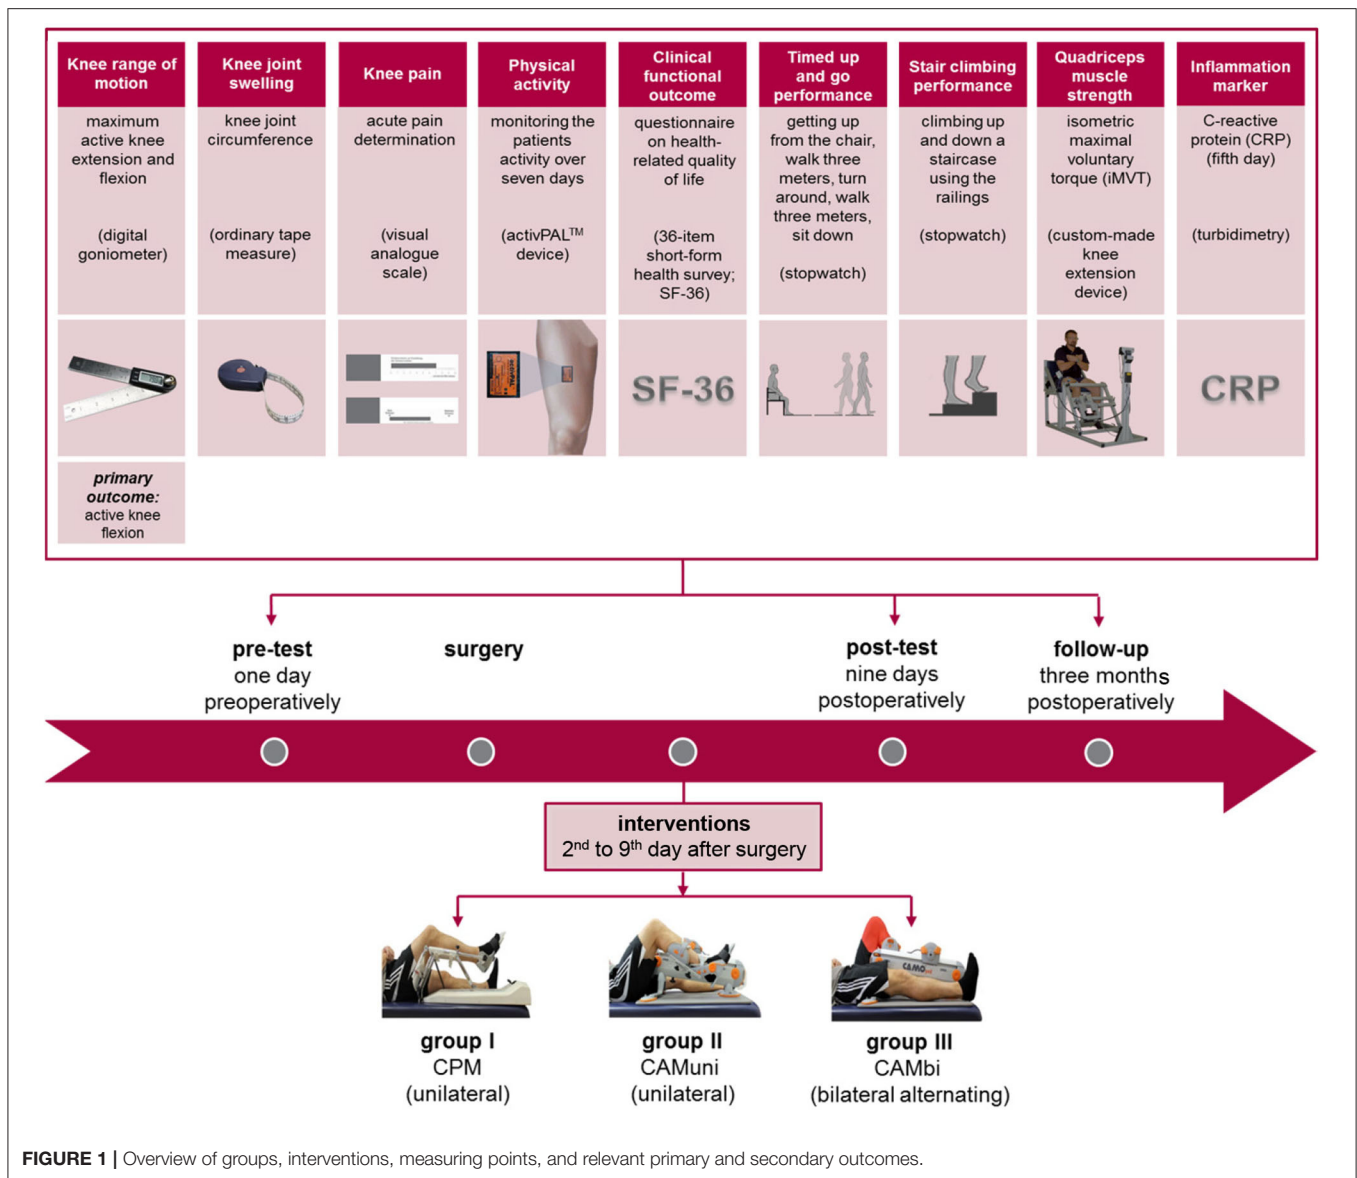 Knee range of
motion
maximum
active knee
extension and
flexion
(digital
goniometer)
primary
outcome:
active knee
flexion
Knee joint
swelling
knee joint
circumference
(ordinary tape
measure)
Knee pain
acute pain
determination
(visual
analogue
scale)
Physical
activity
monitoring the
patients
activity over
seven days
(activPAL™
device)
Clinical
functional
outcome
questionnaire
on health-
related quality
of life
(36-item
short-form
health survey;
SF-36)
SF-36
Timed up
and go
performance
getting up
from the chair,
walk three
meters, turn
around, walk
three meters,
sit down
(stopwatch)
Stair climbing
performance
climbing up
and down a
staircase
using the
railings
(stopwatch)
Quadriceps
muscle
strength
isometric
maximal
voluntary
torque (iMVT)
(custom-made
knee
extension
device)
Inflammation
marker
C-reactive
protein (CRP)
(fifth day)
(turbidimetry)
CRP
pre-test
one day
preoperatively
surgery
post-test
nine days
postoperatively
follow-up
three months
postoperatively
interventions
2nd to 9th day after surgery
group I
CPM
(unilateral)
group II
CAMuni
(unilateral)
group III
CAMbi
(bilateral alternating)
FIGURE 1 | Overview of groups, interventions, measuring points, and relevant primary and secondary outcomes.